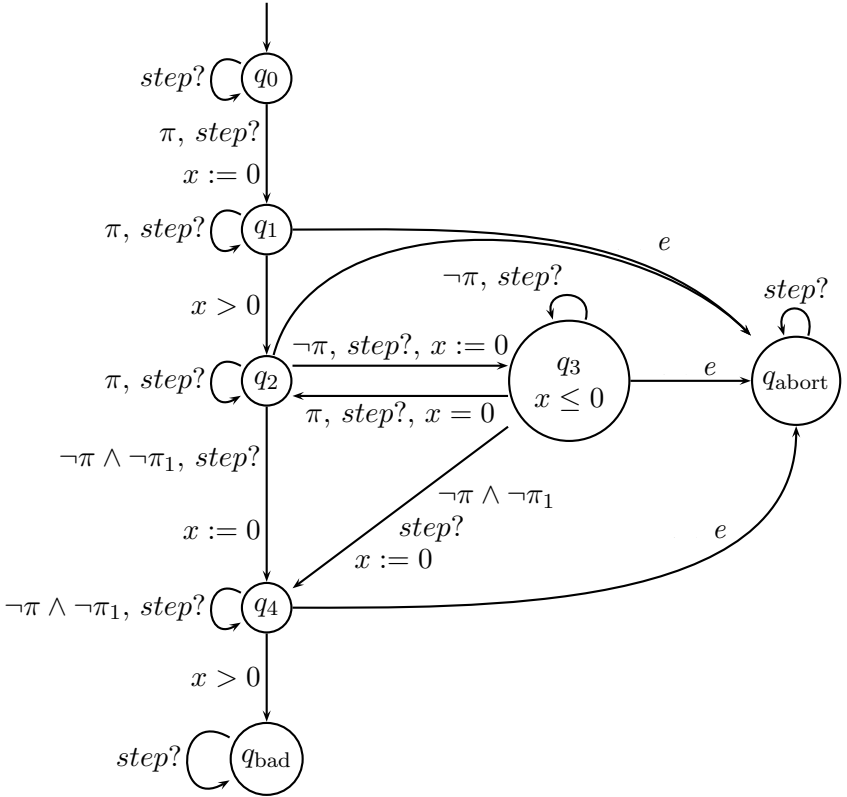 step?
q0
π, step?
x := 0
π, step?
q1
e
¬π, step?
step?
x > 0
¬π, step?, x := 0
q3
π, step?
q2
x ≤ 0
e
qabort
π, step?, x = 0
¬π ∧ ¬π1, step?
¬π ∧ ¬π1
step?
x := 0
x := 0
e
¬π ∧ ¬π1, step?
q4
x > 0
step?
qbad